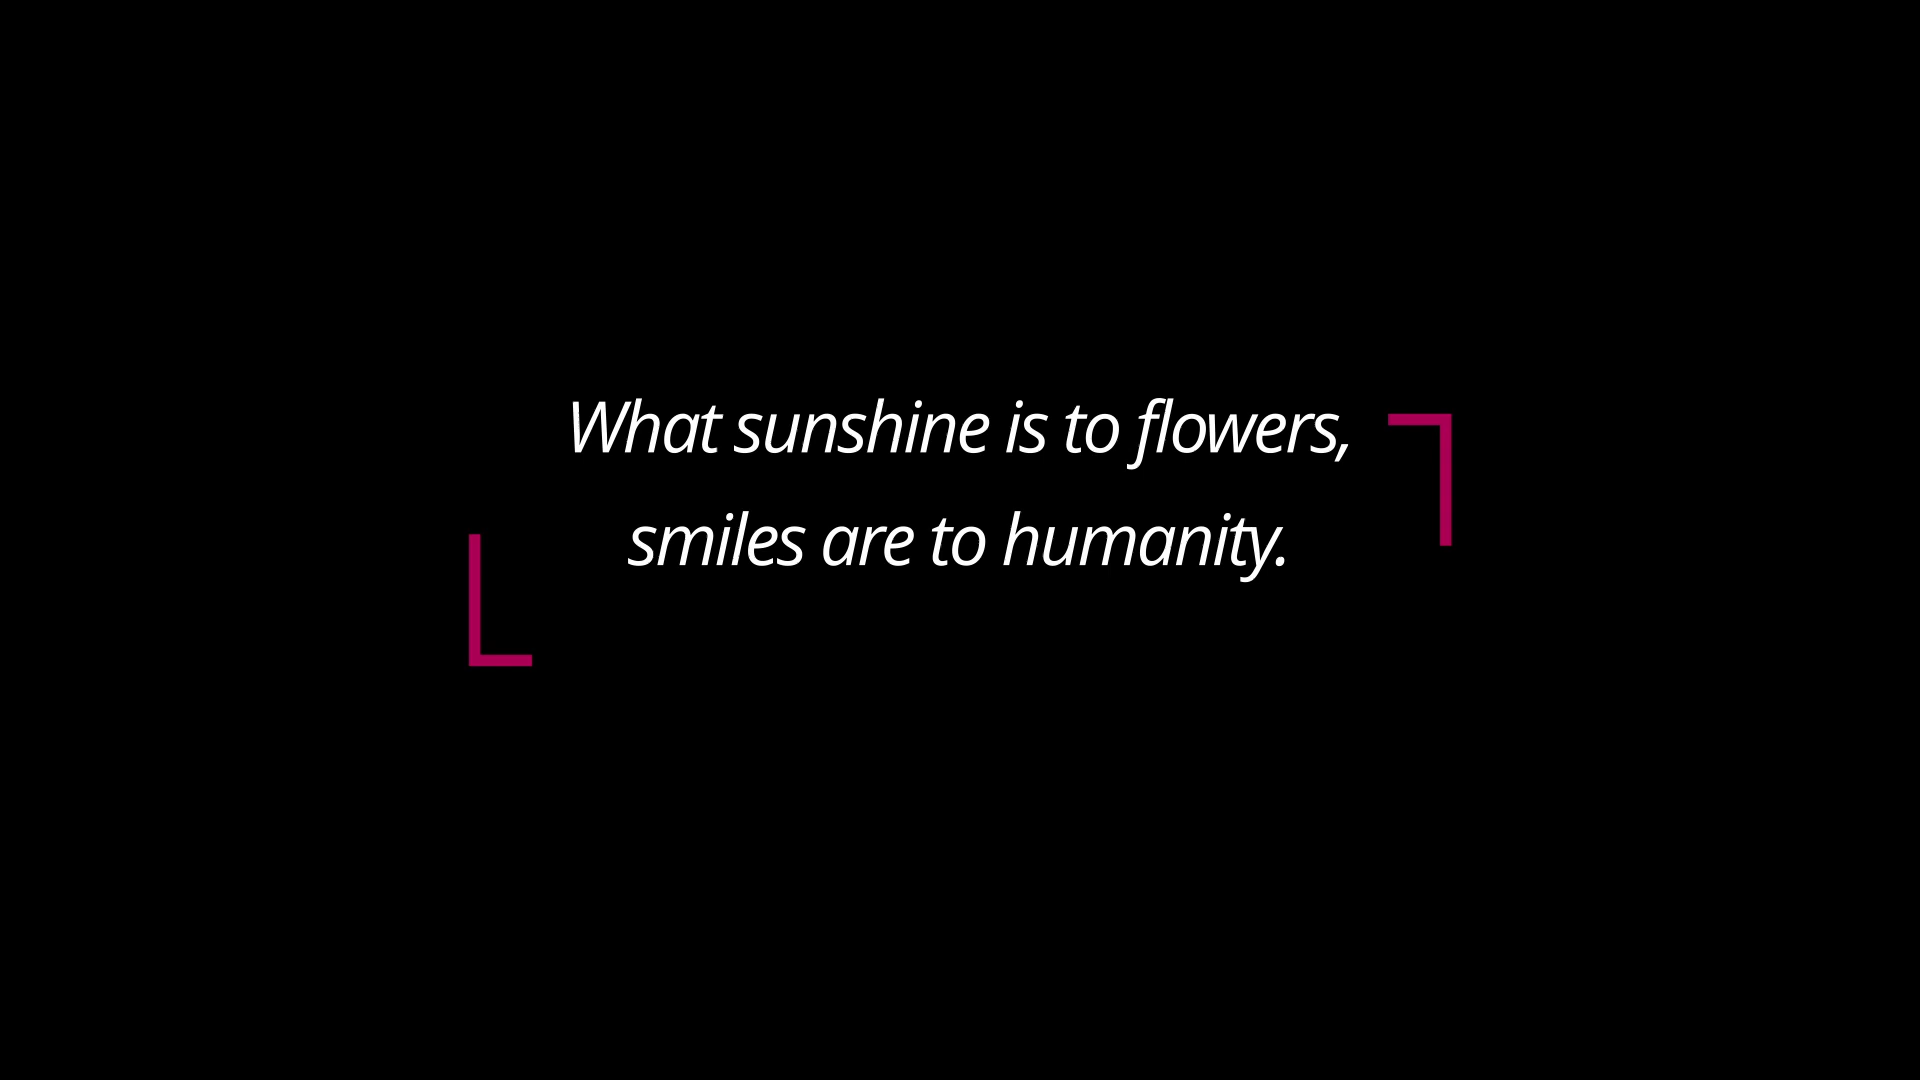 What sunshine is to flowers,
smiles are to humanity.